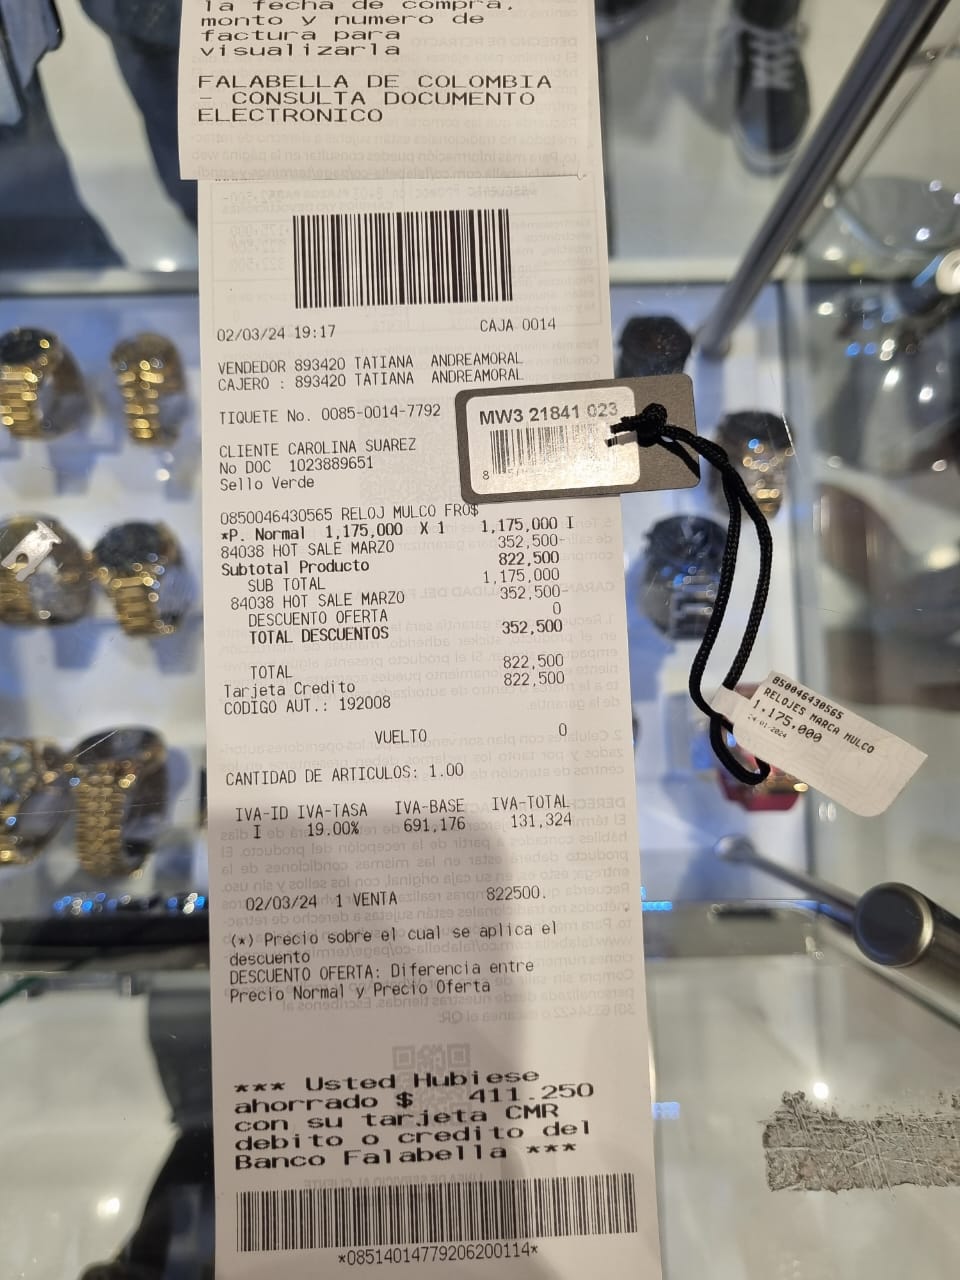 la fecha de compra,
monto y numero de
factura para
visualizarla
FALABELLA DE COLOMBIA
- CONSULTA DOCUMENTO
ELECTRONICO
02/03/24 19:17 CAJA 0014
VENDEDOR 893420 TATIANA ANDREAMORAL
CAJERO : 893420 TATIANA ANDREAMORAL
TIQUETE No. 0085-0014-7792
CLIENTE CAROLINA SUAREZ
No DOC 1023889651
Sello Verde
0850046430565 RELOJ MULCO FRO$
*P. Normal 1,175,000 X 1 1,175,000 I
84038 HOT SALE MARZO 352,500-
Subtotal Producto 822,500
SUB TOTAL 1,175,000
84038 HOT SALE MARZO 352,500-
DESCUENTO OFERTA 0
TOTAL DESCUENTOS 352,500
TOTAL 822,500
Tarjeta Credito 822,500
CODIGO AUT.: 192008
VUELTO 0
CANTIDAD DE ARTICULOS: 1.00
IVA-ID IVA-TASA IVA-BASE IVA-TOTAL
I 19.00% 691,176 131,324
02/03/24 1 VENTA 822500.
(*) Precio sobre el cual se aplica el
descuento
DESCUENTO OFERTA: Diferencia entre
Precio Normal y Precio Oferta
*** Usted Hubiese
ahorrado $ 411.250
con su tarjeta CMR
debito o credito del
Banco Falabella ***
*08514014779206200114*
MW3 21841 023
8
850046430565
RELOJES MARCA MULCO
1.175.000
24-01-2024